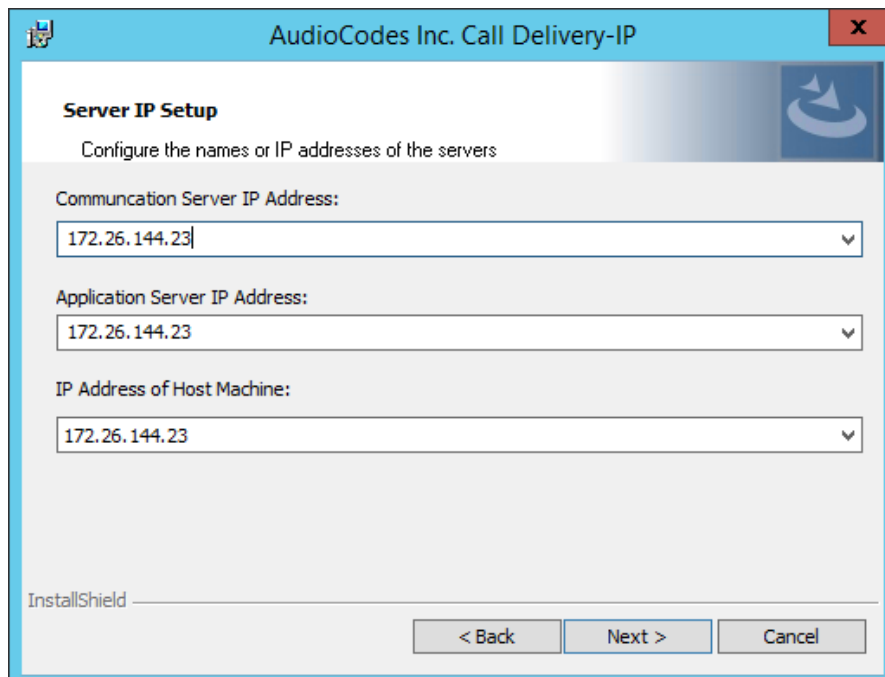 AudioCodes Inc. Call Delivery-IP
x
Server IP Setup
Configure the names or IP addresses of the servers
Communcation Server IP Address:
172.26.144.23
Application Server IP Address:
172.26.144.23
IP Address of Host Machine:
172.26.144.23
InstallShield
< Back
Next >
Cancel